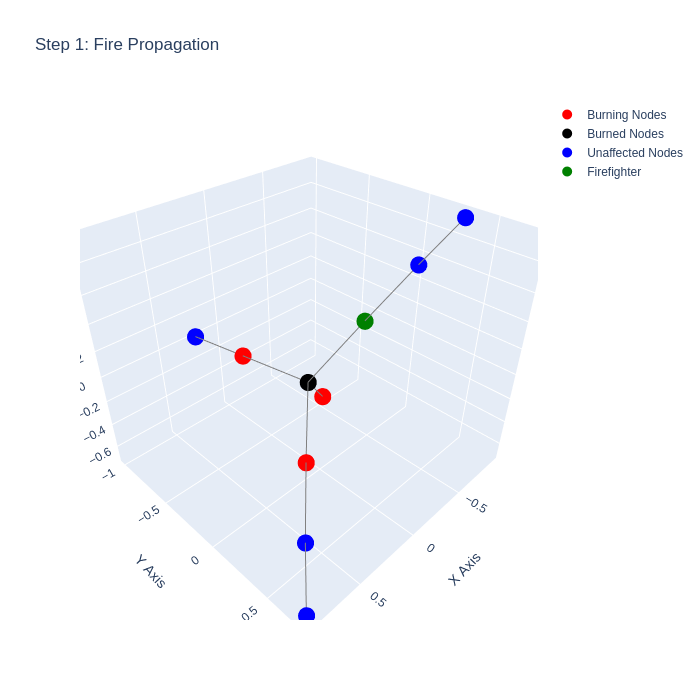 Step 1: Fire Propagation
Burning Nodes
Burned Nodes
Unaffected Nodes
Firefighter
0
−0.2
−0.4
−0.6
−1
−0.5
0
0.5
Y Axis
−0.5
0
0.5
X Axis